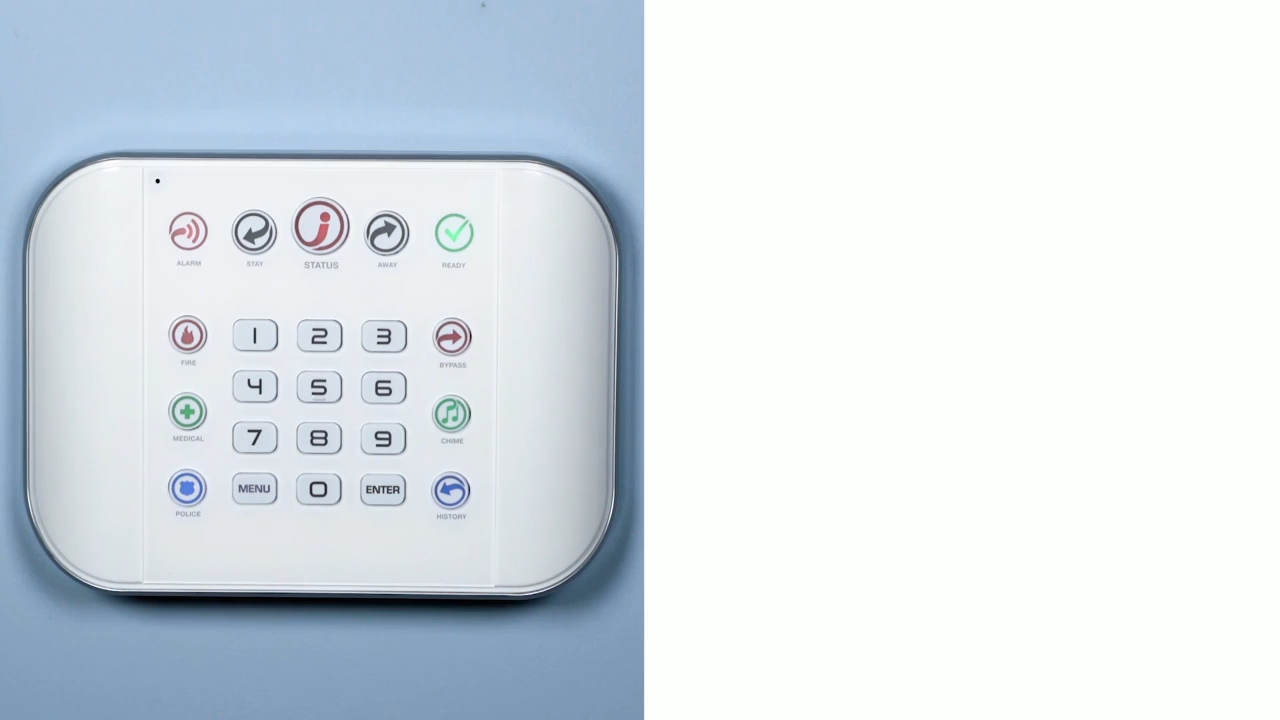 ALARM STAY STATUS AWAY READY
1 2 3
FIRE BYPASS
4 5 6
MEDICAL CHIME
7 8 9
MENU 0 ENTER
POLICE HISTORY